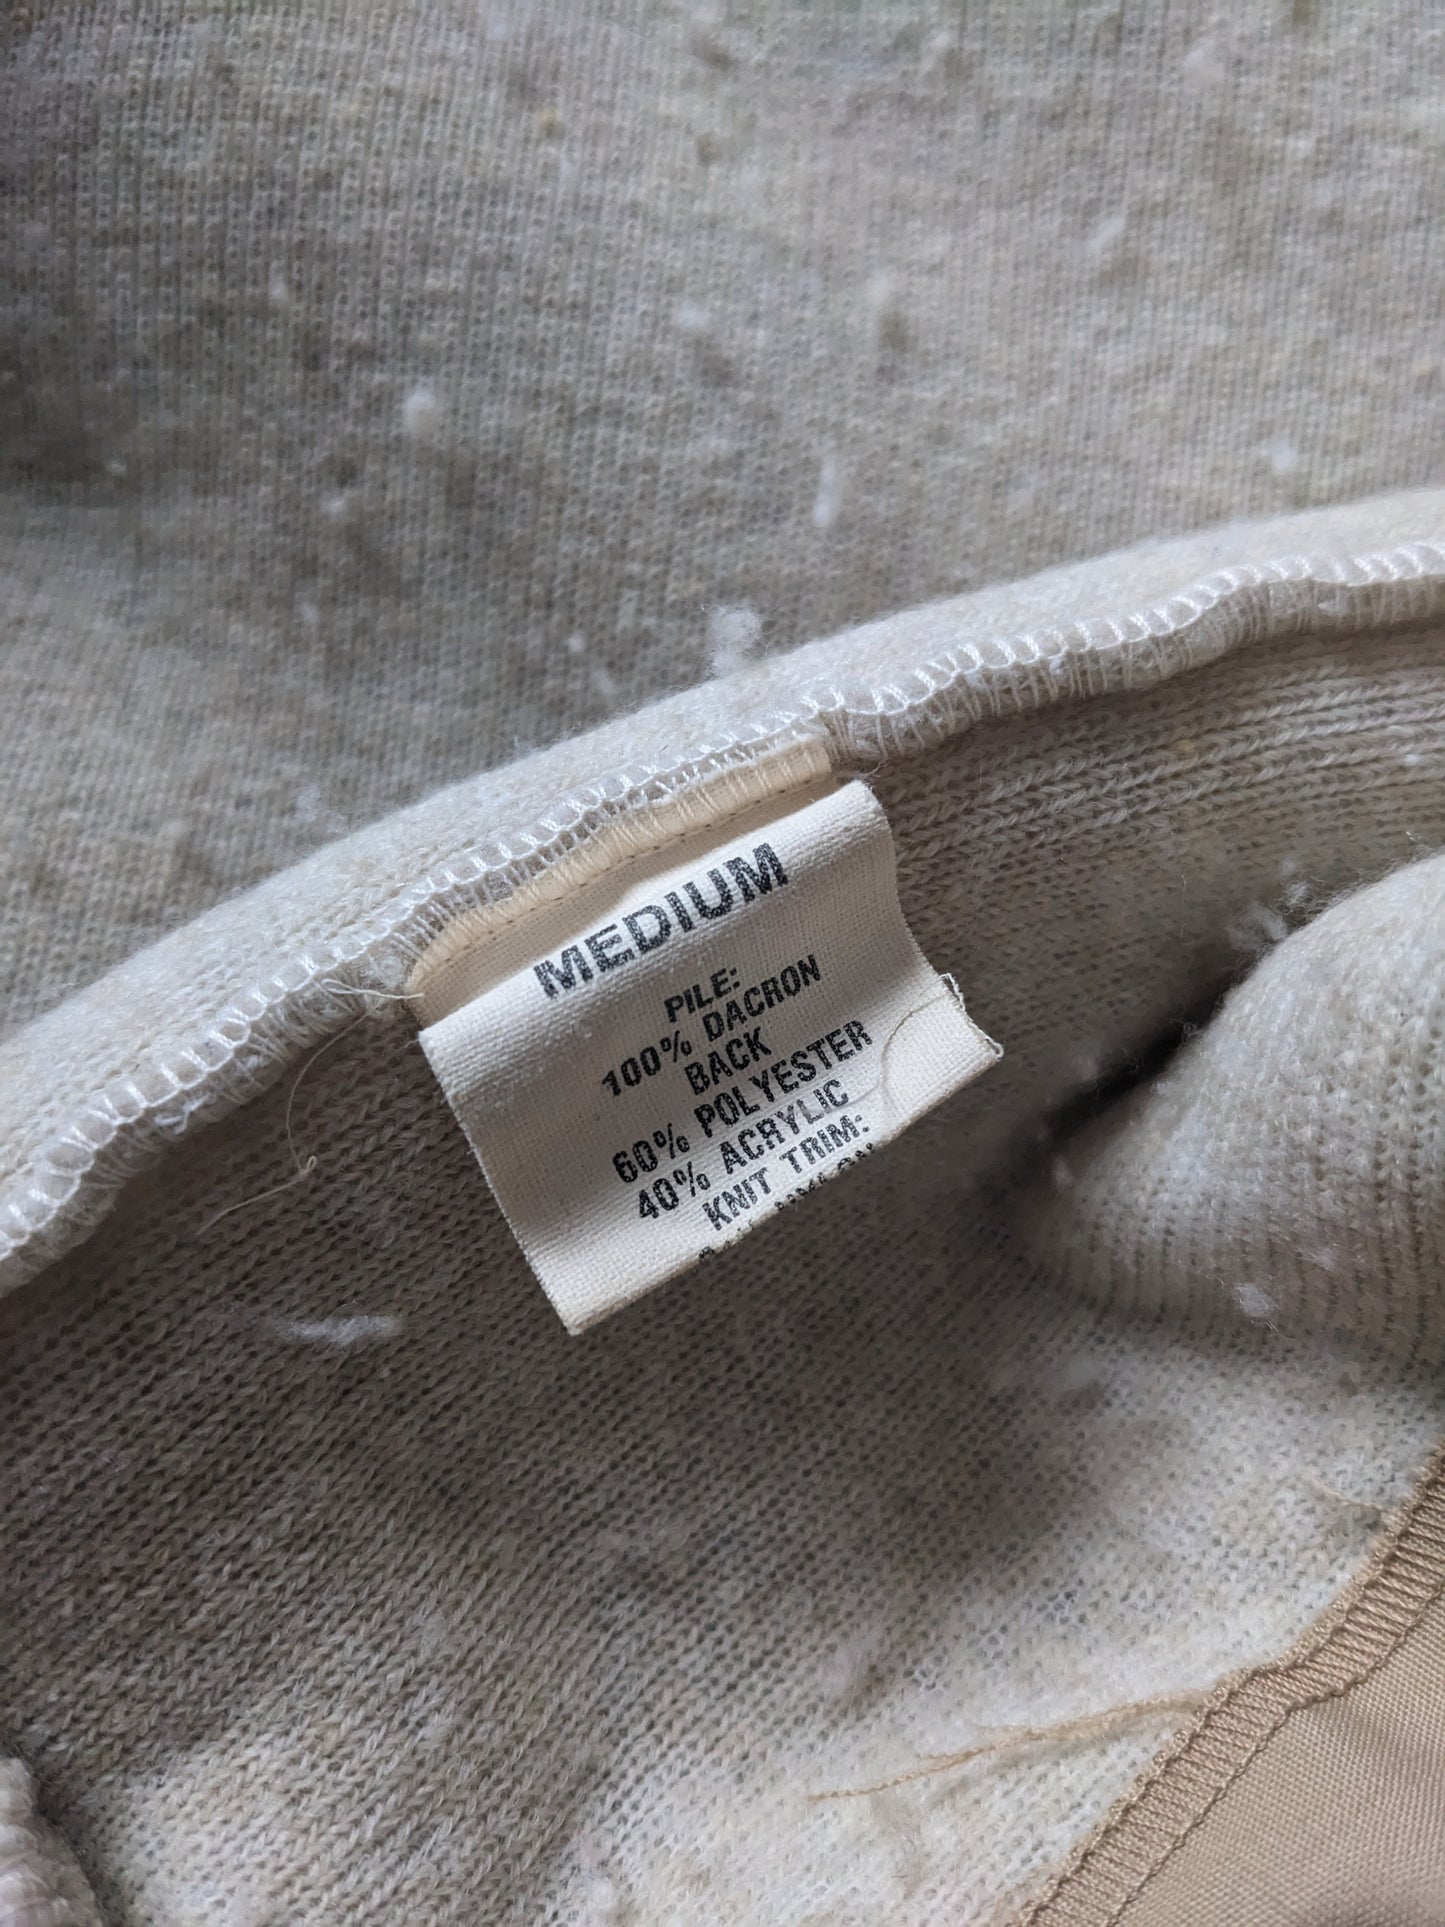 MEDIUM
PILE:
100% DACRON
BACK
60% POLYESTER
40% ACRYLIC
KNIT TRIM: